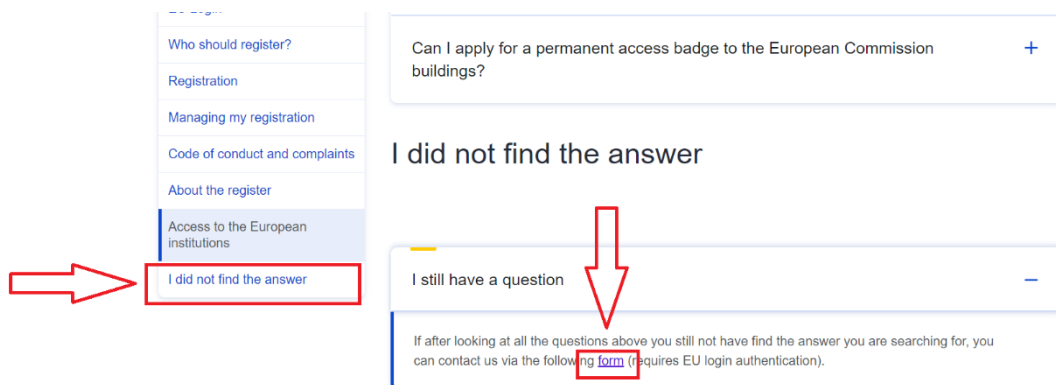 Who should register?
Registration
Managing my registration
Code of conduct and complaints
About the register
Access to the European
institutions
I did not find the answer
Can I apply for a permanent access badge to the European Commission
buildings?
I did not find the answer
I still have a question
If after looking at all the questions above you still not have find the answer you are searching for, you
can contact us via the following form (requires EU login authentication).